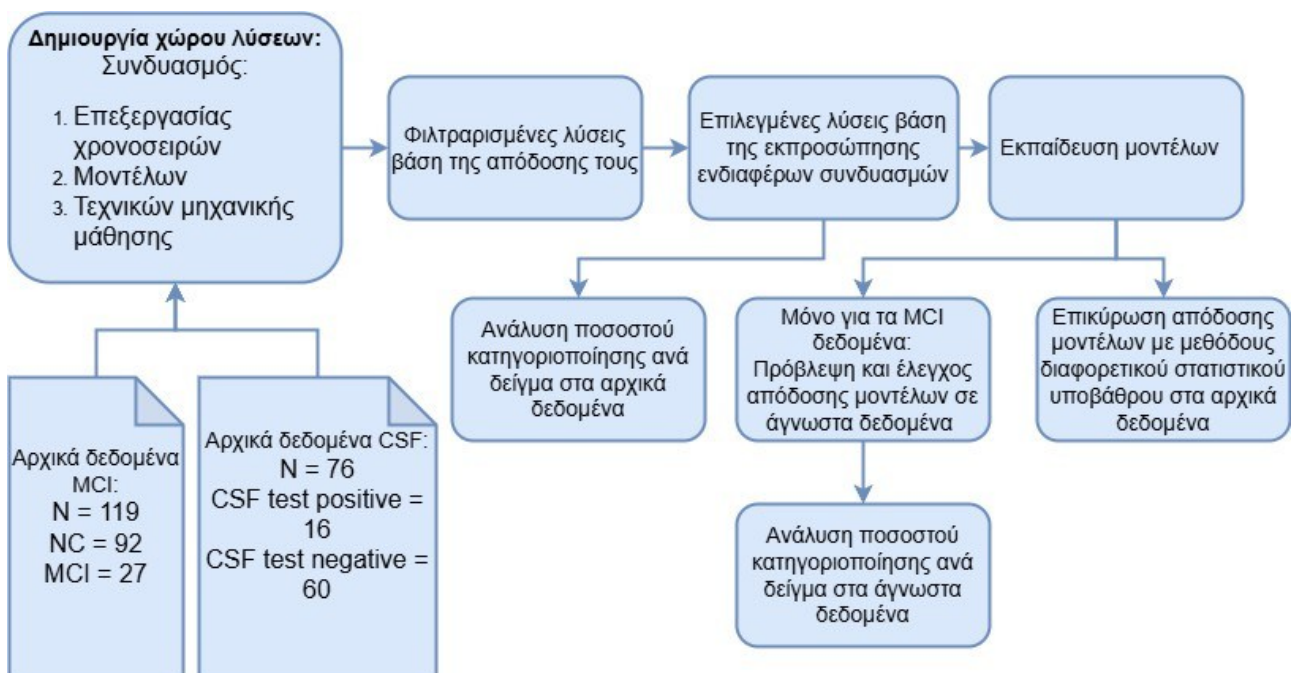 Δημιουργία χώρου λύσεων:
Συνδυασμός:
1. Επεξεργασίας
χρονοσειρών
2. Μοντέλων
3. Τεχνικών μηχανικής
μάθησης
Φιλτραρισμένες λύσεις
βάση της απόδοσης τους
Επιλεγμένες λύσεις βάση
της εκπροσώπησης
ενδιαφέρων συνδυασμών
Εκπαίδευση μοντέλων
Ανάλυση ποσοστού
κατηγοριοποίησης ανά
δείγμα στα αρχικά
δεδομένα
Μόνο για τα MCI
δεδομένα:
Πρόβλεψη και έλεγχος
απόδοσης μοντέλων σε
άγνωστα δεδομένα
Επικύρωση απόδοσης
μοντέλων με μεθόδους
διαφορετικού στατιστικού
υποβάθρου στα αρχικά
δεδομένα
Αρχικά δεδομένα
MCI:
N = 119
NC = 92
MCI = 27
Αρχικά δεδομένα CSF:
N = 76
CSF test positive =
16
CSF test negative =
60
Ανάλυση ποσοστού
κατηγοριοποίησης ανά
δείγμα στα άγνωστα
δεδομένα